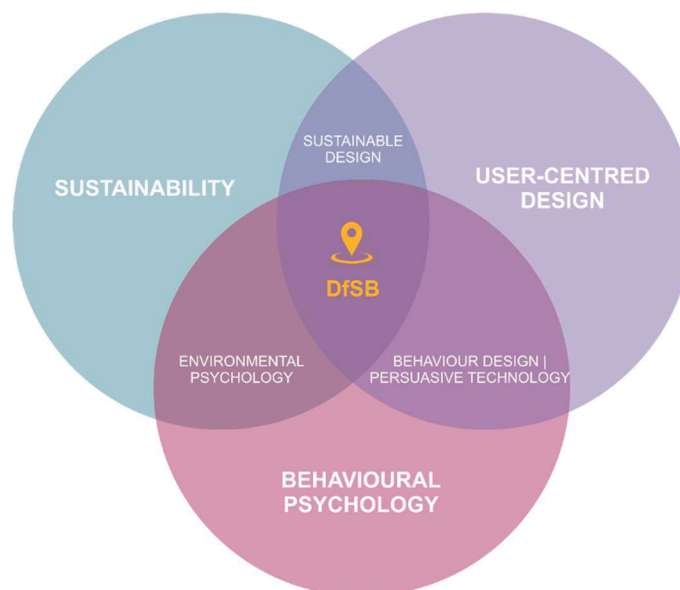 SUSTAINABLE
DESIGN
SUSTAINABILITY
USER-CENTRED
DESIGN
DfSB
ENVIRONMENTAL
PSYCHOLOGY
BEHAVIOUR DESIGN |
PERSUASIVE TECHNOLOGY
BEHAVIOURAL
PSYCHOLOGY